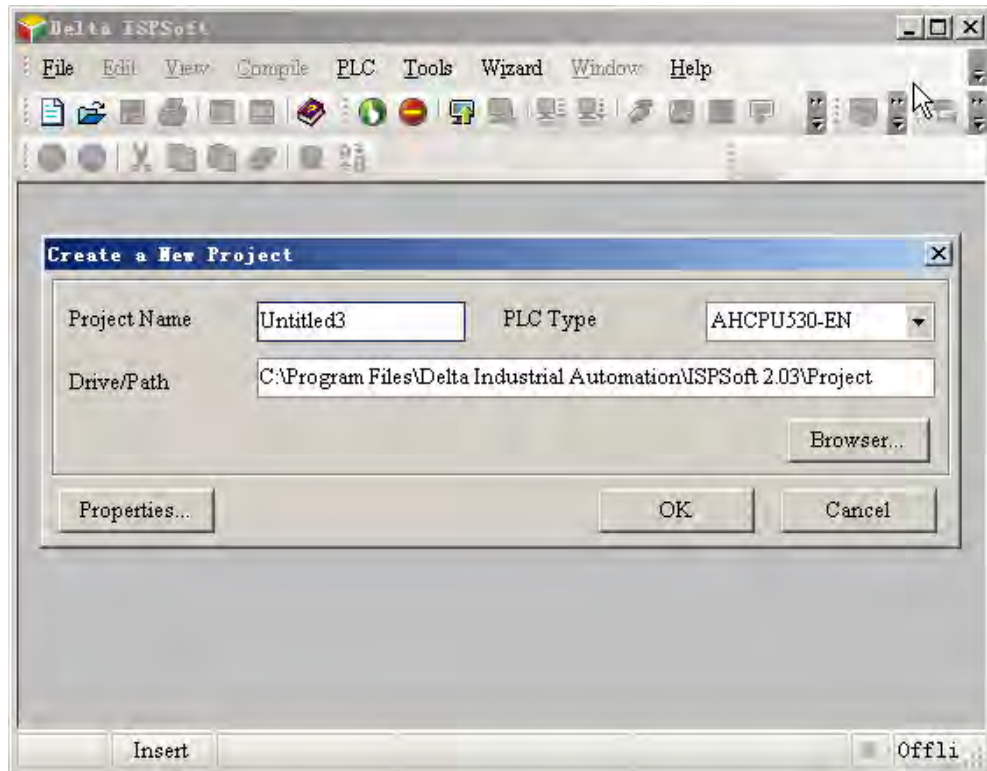 Delta ISPSoft
File Edit View Compile PLC Tools Wizard Window Help
Create a New Project
Project Name Untitled3 PLC Type AHCPU530-EN
Drive/Path C:\Program Files\Delta Industrial Automation\ISPSoft 2.03\Project
Browser...
Properties... OK Cancel
Insert Offli